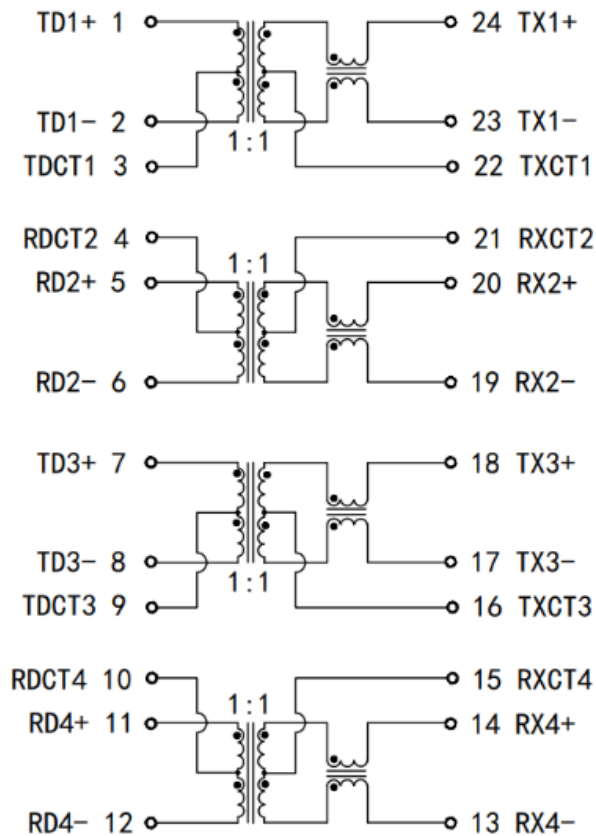 TD1+ 1 24 TX1+
TD1- 2 23 TX1-
1:1
TDCT1 3 22 TXCT1
RDCT2 4 21 RXCT2
1:1
RD2+ 5 20 RX2+
RD2- 6 19 RX2-
TD3+ 7 18 TX3+
TD3- 8 17 TX3-
1:1
TDCT3 9 16 TXCT3
RDCT4 10 15 RXCT4
1:1
RD4+ 11 14 RX4+
RD4- 12 13 RX4-